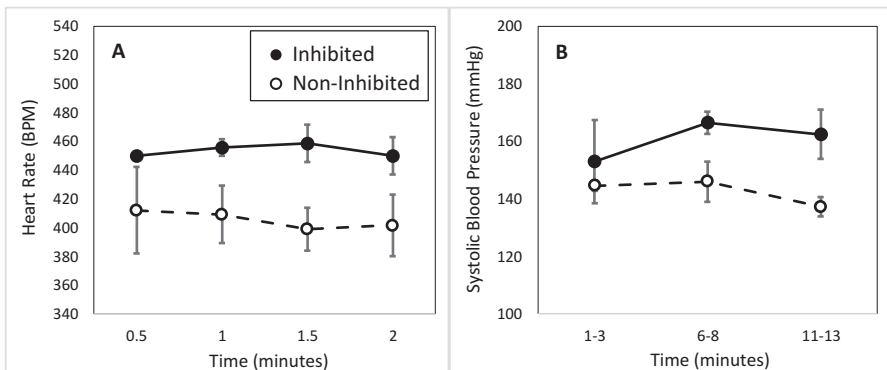 A
Inhibited
Non-Inhibited
Heart Rate (BPM)
540
520
500
480
460
440
420
400
380
360
340
0.5 1 1.5 2
Time (minutes)
B
Systolic Blood Pressure (mmHg)
200
180
160
140
120
100
1-3 6-8 11-13
Time (minutes)